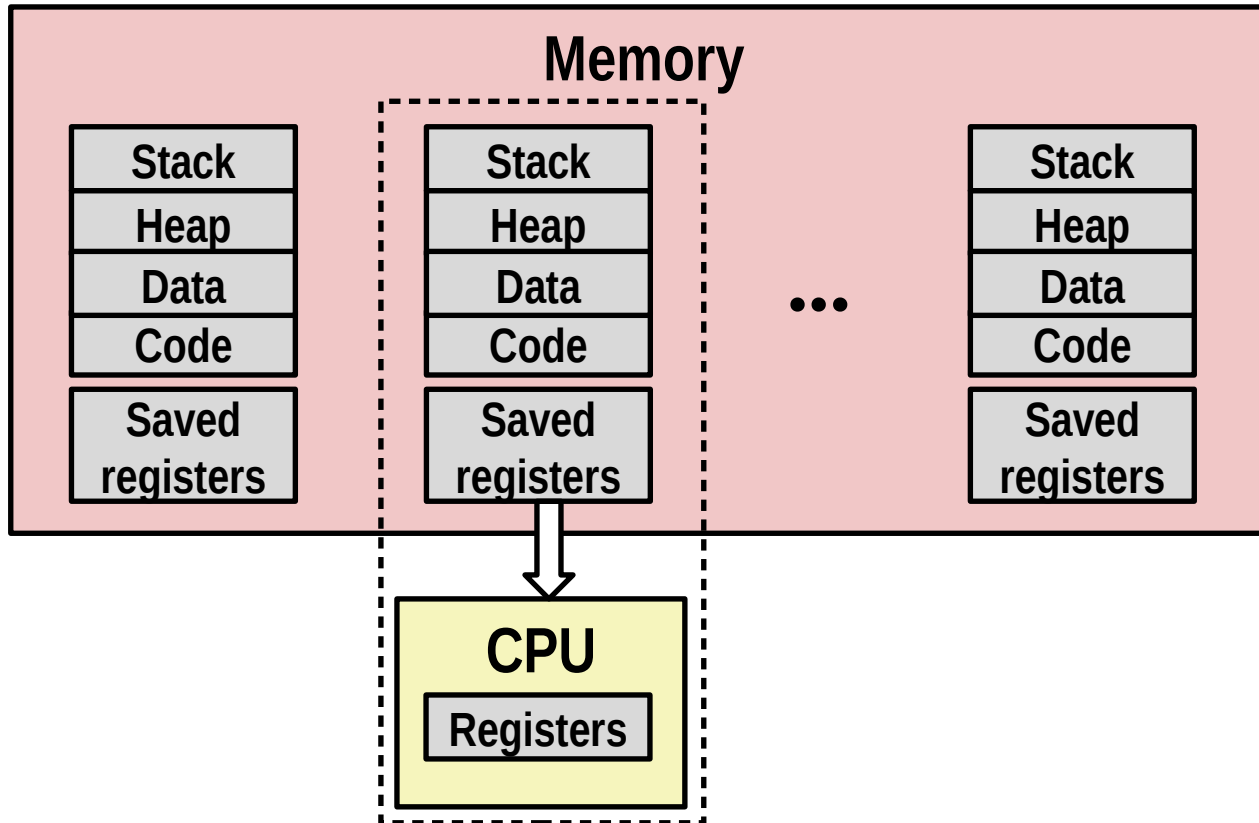 Memory
Stack
Heap
Data
Code
Saved
registers
Stack
Heap
Data
Code
Saved
registers
...
Stack
Heap
Data
Code
Saved
registers
CPU
Registers